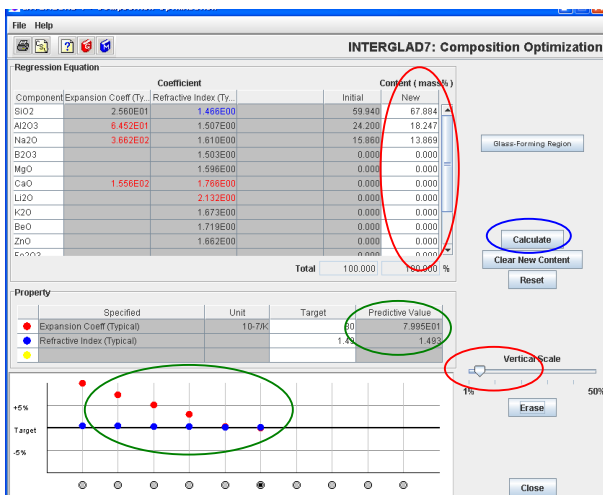 File Help
INTERGLAD7: Composition Optimization
Regression Equation
Coefficient Content ( mass% )
Component Expansion Coeff (Ty... Refractive Index (Ty... Initial New
SiO2 2.560E01 1.466E00 59.940 67.884
Al2O3 6.452E01 1.507E00 24.200 18.247
Na2O 3.662E02 1.610E00 15.860 13.869
B2O3 1.503E00 0.000 0.000
MgO 1.596E00 0.000 0.000
CaO 1.556E02 1.766E00 0.000 0.000
Li2O 2.132E00 0.000 0.000
K2O 1.673E00 0.000 0.000
BeO 1.719E00 0.000 0.000
ZnO 1.662E00 0.000 0.000
0.000 0.000
Total 100.000 100.000 %
Glass-Forming Region
Calculate
Clear New Content
Reset
Property
Specified Unit Target Predictive Value
Expansion Coeff (Typical) 10-7/K 80 7.995E01
Refractive Index (Typical) 1.49 1.493
Vertical Scale
1% 50%
Erase
+5%
Target
-5%
Close